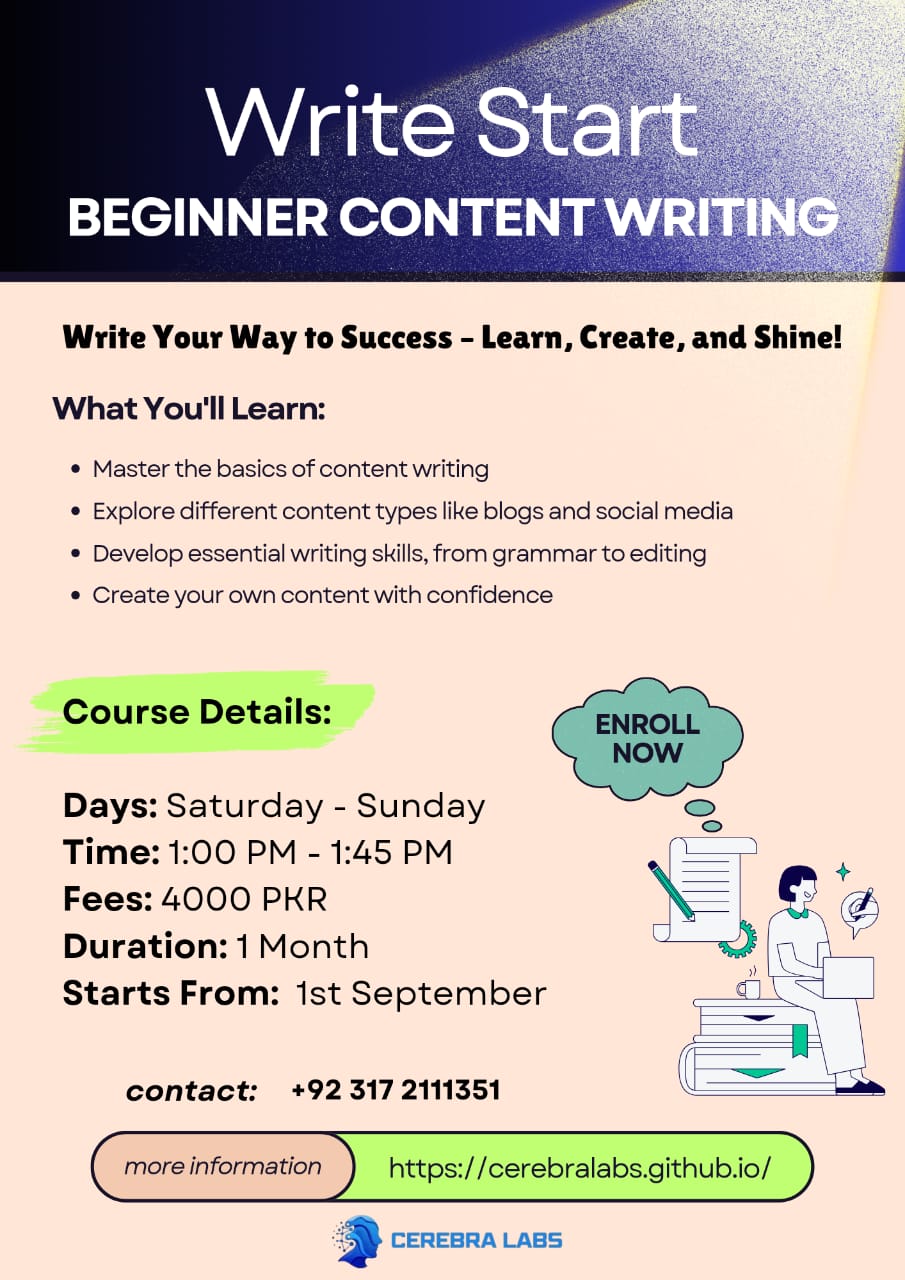 Write Start
BEGINNER CONTENT WRITING
Write Your Way to Success – Learn, Create, and Shine!
What You'll Learn:
• Master the basics of content writing
• Explore different content types like blogs and social media
• Develop essential writing skills, from grammar to editing
• Create your own content with confidence
Course Details:
ENROLL
NOW
Days: Saturday - Sunday
Time: 1:00 PM - 1:45 PM
Fees: 4000 PKR
Duration: 1 Month
Starts From: 1st September
contact: +92 317 2111351
more information https://cerebralabs.github.io/
CEREBRA LABS